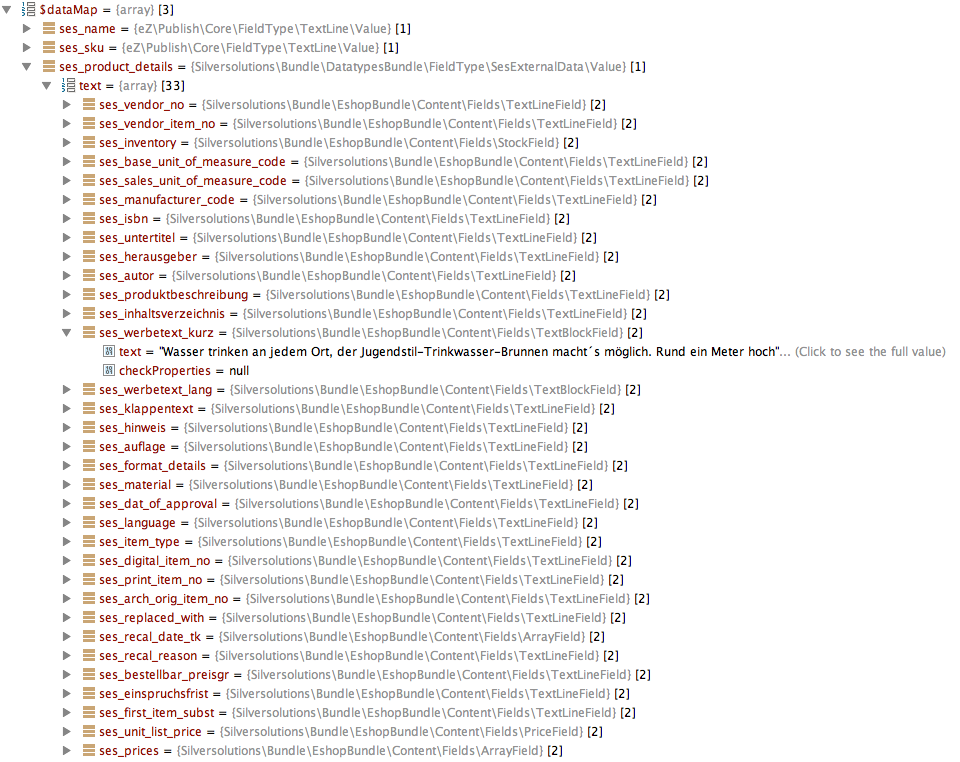 $dataMap = {array} [3]
ses_name = {eZ\Publish\Core\FieldType\TextLine\Value} [1]
ses_sku = {eZ\Publish\Core\FieldType\TextLine\Value} [1]
ses_product_details = {Silversolutions\Bundle\DatatypesBundle\FieldType\SesExternalData\Value} [1]
text = {array} [33]
ses_vendor_no = {Silversolutions\Bundle\EshopBundle\Content\Fields\TextLineField} [2]
ses_vendor_item_no = {Silversolutions\Bundle\EshopBundle\Content\Fields\TextLineField} [2]
ses_inventory = {Silversolutions\Bundle\EshopBundle\Content\Fields\StockField} [2]
ses_base_unit_of_measure_code = {Silversolutions\Bundle\EshopBundle\Content\Fields\TextLineField} [2]
ses_sales_unit_of_measure_code = {Silversolutions\Bundle\EshopBundle\Content\Fields\TextLineField} [2]
ses_manufacturer_code = {Silversolutions\Bundle\EshopBundle\Content\Fields\TextLineField} [2]
ses_isbn = {Silversolutions\Bundle\EshopBundle\Content\Fields\TextLineField} [2]
ses_untertitel = {Silversolutions\Bundle\EshopBundle\Content\Fields\TextLineField} [2]
ses_herausgeber = {Silversolutions\Bundle\EshopBundle\Content\Fields\TextLineField} [2]
ses_autor = {Silversolutions\Bundle\EshopBundle\Content\Fields\TextLineField} [2]
ses_produktbeschreibung = {Silversolutions\Bundle\EshopBundle\Content\Fields\TextLineField} [2]
ses_inhaltsverzeichnis = {Silversolutions\Bundle\EshopBundle\Content\Fields\TextLineField} [2]
ses_werbetext_kurz = {Silversolutions\Bundle\EshopBundle\Content\Fields\TextBlockField} [2]
text = "Wasser trinken an jedem Ort, der Jugendstil-Trinkwasser-Brunnen macht´s möglich. Rund ein Meter hoch"... (Click to see the full value)
checkProperties = null
ses_werbetext_lang = {Silversolutions\Bundle\EshopBundle\Content\Fields\TextBlockField} [2]
ses_klappentext = {Silversolutions\Bundle\EshopBundle\Content\Fields\TextLineField} [2]
ses_hinweis = {Silversolutions\Bundle\EshopBundle\Content\Fields\TextLineField} [2]
ses_auflage = {Silversolutions\Bundle\EshopBundle\Content\Fields\TextLineField} [2]
ses_format_details = {Silversolutions\Bundle\EshopBundle\Content\Fields\TextLineField} [2]
ses_material = {Silversolutions\Bundle\EshopBundle\Content\Fields\TextLineField} [2]
ses_dat_of_approval = {Silversolutions\Bundle\EshopBundle\Content\Fields\TextLineField} [2]
ses_language = {Silversolutions\Bundle\EshopBundle\Content\Fields\TextLineField} [2]
ses_item_type = {Silversolutions\Bundle\EshopBundle\Content\Fields\TextLineField} [2]
ses_digital_item_no = {Silversolutions\Bundle\EshopBundle\Content\Fields\TextLineField} [2]
ses_print_item_no = {Silversolutions\Bundle\EshopBundle\Content\Fields\TextLineField} [2]
ses_arch_orig_item_no = {Silversolutions\Bundle\EshopBundle\Content\Fields\TextLineField} [2]
ses_replaced_with = {Silversolutions\Bundle\EshopBundle\Content\Fields\TextLineField} [2]
ses_recal_date_tk = {Silversolutions\Bundle\EshopBundle\Content\Fields\ArrayField} [2]
ses_recal_reason = {Silversolutions\Bundle\EshopBundle\Content\Fields\TextLineField} [2]
ses_bestellbar_preisgr = {Silversolutions\Bundle\EshopBundle\Content\Fields\TextLineField} [2]
ses_einspruchsfrist = {Silversolutions\Bundle\EshopBundle\Content\Fields\TextLineField} [2]
ses_first_item_subst = {Silversolutions\Bundle\EshopBundle\Content\Fields\TextLineField} [2]
ses_unit_list_price = {Silversolutions\Bundle\EshopBundle\Content\Fields\PriceField} [2]
ses_prices = {Silversolutions\Bundle\EshopBundle\Content\Fields\ArrayField} [2]